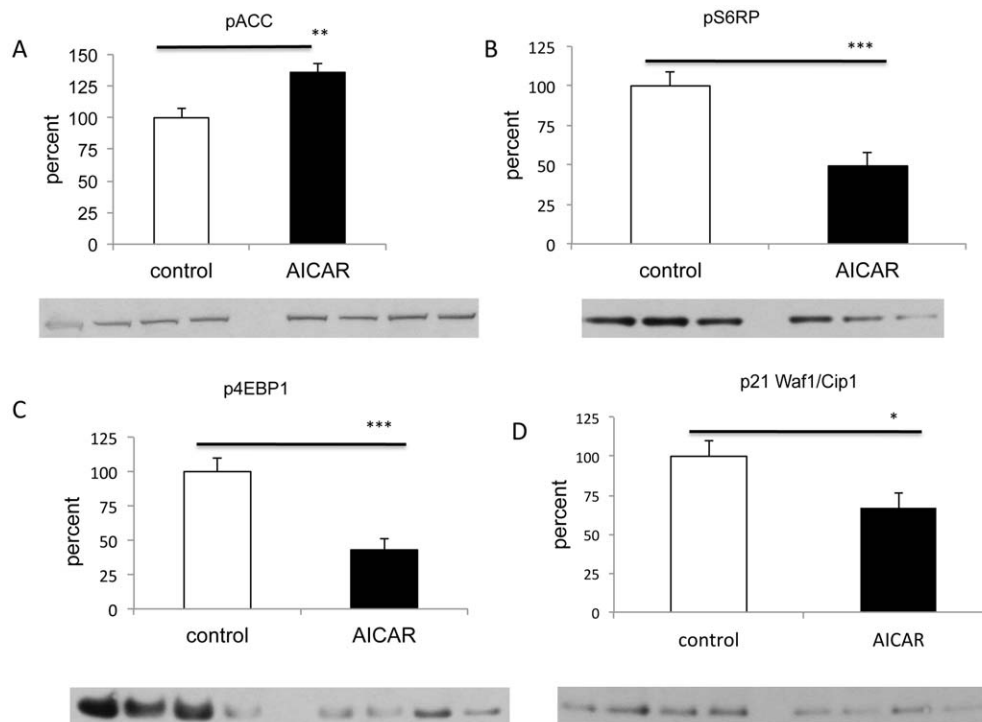 A
pACC
**
percent
150
125
100
75
50
25
0
control AICAR
B
pS6RP
***
percent
125
100
75
50
25
0
control AICAR
C
p4EBP1
***
percent
125
100
75
50
25
0
control AICAR
D
p21 Waf1/Cip1
*
percent
125
100
75
50
25
0
control AICAR